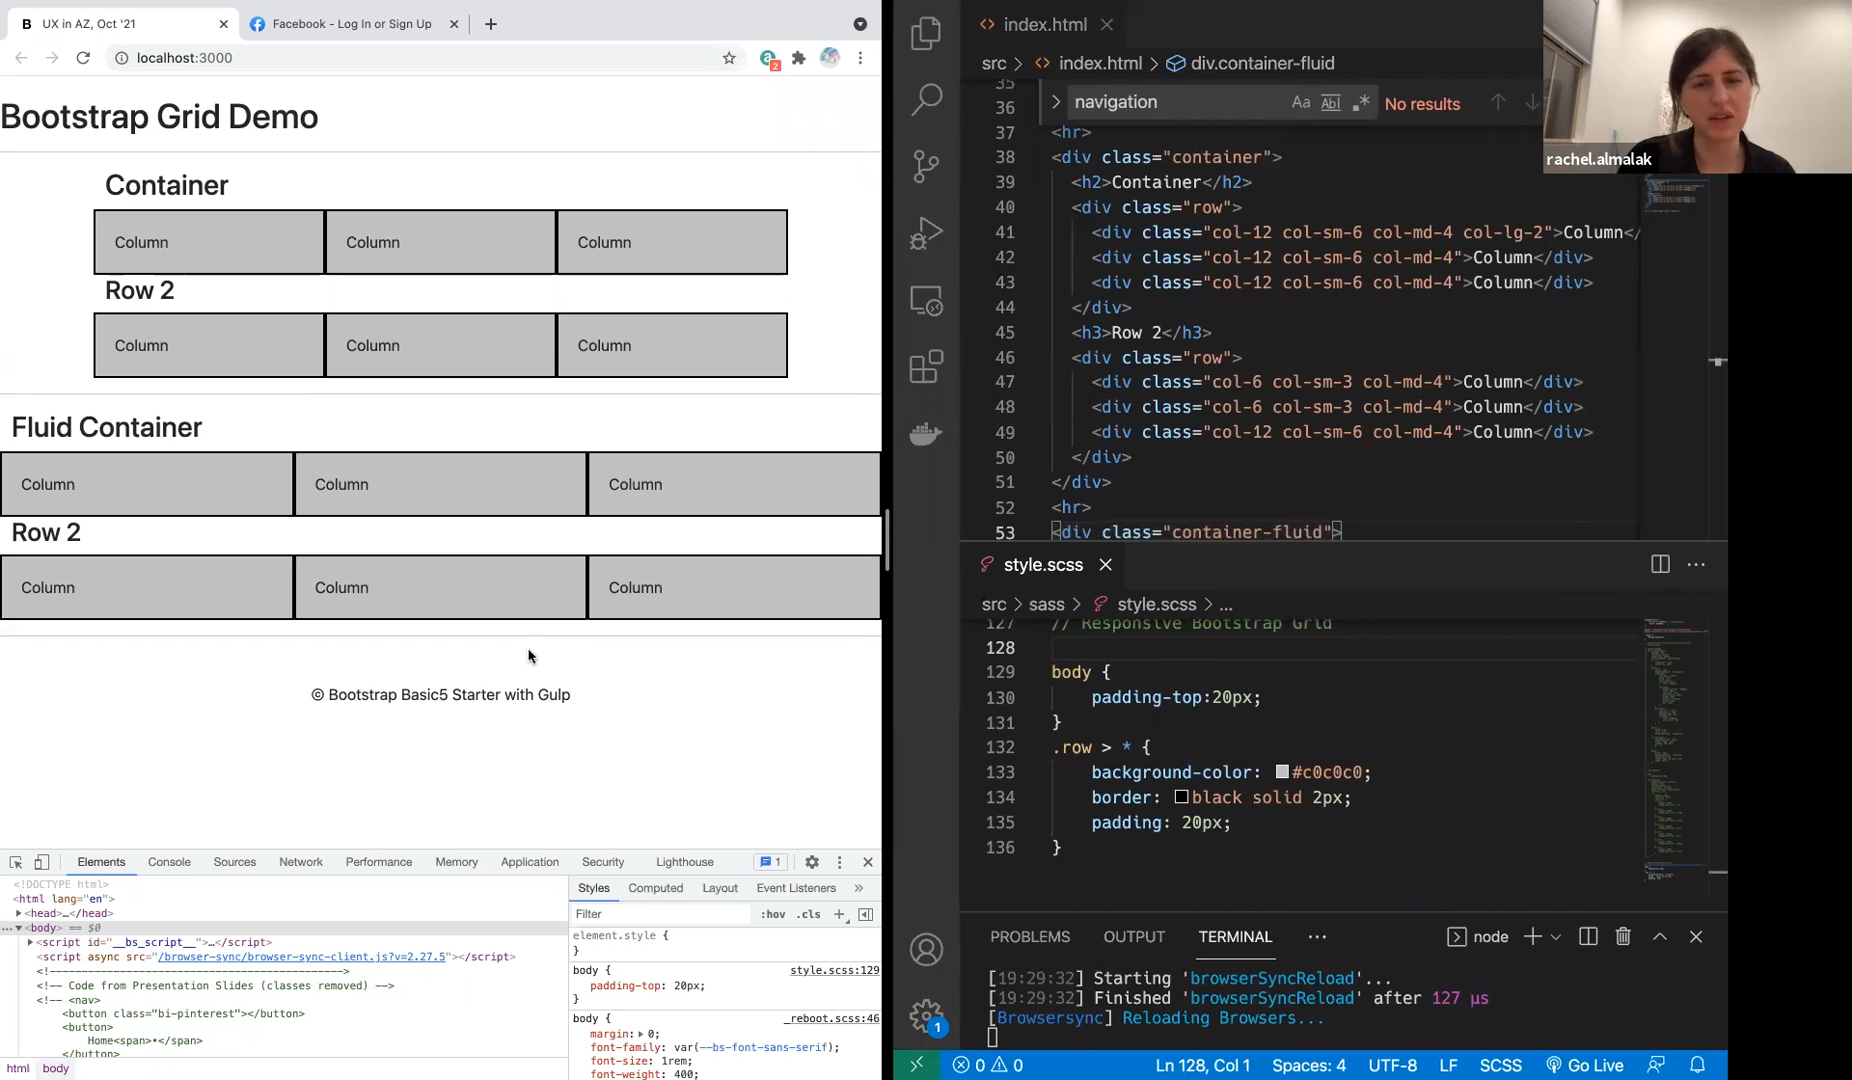 B UX in AZ, Oct '21
Facebook - Log In or Sign Up
localhost:3000
2
Bootstrap Grid Demo
Container
Column Column Column
Row 2
Column Column Column
Fluid Container
Column Column Column
Row 2
Column Column Column
© Bootstrap Basic5 Starter with Gulp
Elements Console Sources Network Performance Memory Application Security Lighthouse 1
<!DOCTYPE html>
<html lang="en">
<head>…</head>
… <body> == $0
<script id="__bs_script__">…</script>
<script async src="/browser-sync/browser-sync-client.js?v=2.27.5"></script>
<!-- Code from Presentation Slides (classes removed) -->
<!-- <nav>
<button class="bi-pinterest"></button>
<button>
Home<span>•</span>
</button>
html body
Styles Computed Layout Event Listeners »
Filter :hov .cls +
element.style {
}
body { style.scss:129
padding-top: 20px;
}
body { _reboot.scss:46
margin: 0;
font-family: var(--bs-font-sans-serif);
font-size: 1rem;
font-weight: 400;
index.html
src > index.html > div.container-fluid
navigation Aa Abl No results
35
36
37 <hr>
38 <div class="container">
39 <h2>Container</h2>
40 <div class="row">
41 <div class="col-12 col-sm-6 col-md-4 col-lg-2">Column</
42 <div class="col-12 col-sm-6 col-md-4">Column</div>
43 <div class="col-12 col-sm-6 col-md-4">Column</div>
44 </div>
45 <h3>Row 2</h3>
46 <div class="row">
47 <div class="col-6 col-sm-3 col-md-4">Column</div>
48 <div class="col-6 col-sm-3 col-md-4">Column</div>
49 <div class="col-12 col-sm-6 col-md-4">Column</div>
50 </div>
51 </div>
52 <hr>
53 <div class="container-fluid">
style.scss
src > sass > style.scss > ...
127 // Responsive Bootstrap Grid
128
129 body {
130 padding-top:20px;
131 }
132 .row > * {
133 background-color: #c0c0c0;
134 border: black solid 2px;
135 padding: 20px;
136 }
PROBLEMS OUTPUT TERMINAL ... node
[19:29:32] Starting 'browserSyncReload'...
[19:29:32] Finished 'browserSyncReload' after 127 μs
[Browsersync] Reloading Browsers...
1
0 0 Ln 128, Col 1 Spaces: 4 UTF-8 LF SCSS Go Live
rachel.almalak